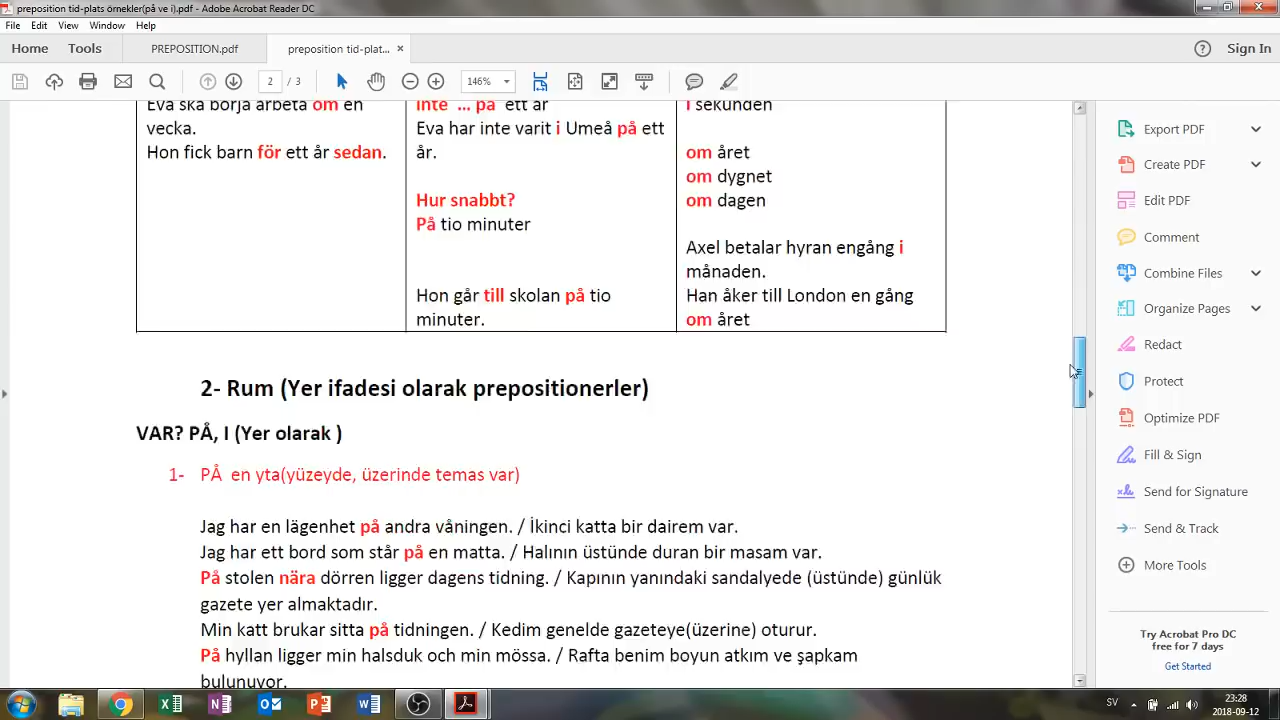 preposition tid-plats örnekler(på ve i).pdf - Adobe Acrobat Reader DC
File Edit View Window Help
Home Tools PREPOSITION.pdf preposition tid-plat... × Sign In
2 / 3 146%
Eva ska börja arbeta om en
vecka.
Hon fick barn för ett år sedan.
inte ... på ett år
Eva har inte varit i Umeå på ett
år.
Hur snabbt?
På tio minuter
Hon går till skolan på tio
minuter.
i sekunden
om året
om dygnet
om dagen
Axel betalar hyran engång i
månaden.
Han åker till London en gång
om året
2- Rum (Yer ifadesi olarak prepositionerler)
VAR? PÅ, I (Yer olarak )
1- PÅ en yta(yüzeyde, üzerinde temas var)
Jag har en lägenhet på andra våningen. / İkinci katta bir dairem var.
Jag har ett bord som står på en matta. / Halının üstünde duran bir masam var.
På stolen nära dörren ligger dagens tidning. / Kapının yanındaki sandalyede (üstünde) günlük
gazete yer almaktadır.
Min katt brukar sitta på tidningen. / Kedim genelde gazeteye(üzerine) oturur.
På hyllan ligger min halsduk och min mössa. / Rafta benim boyun atkım ve şapkam
bulunuyor.
Export PDF
Create PDF
Edit PDF
Comment
Combine Files
Organize Pages
Redact
Protect
Optimize PDF
Fill & Sign
Send for Signature
Send & Track
More Tools
Try Acrobat Pro DC
free for 7 days
Get Started
SV
23:28
2018-09-12